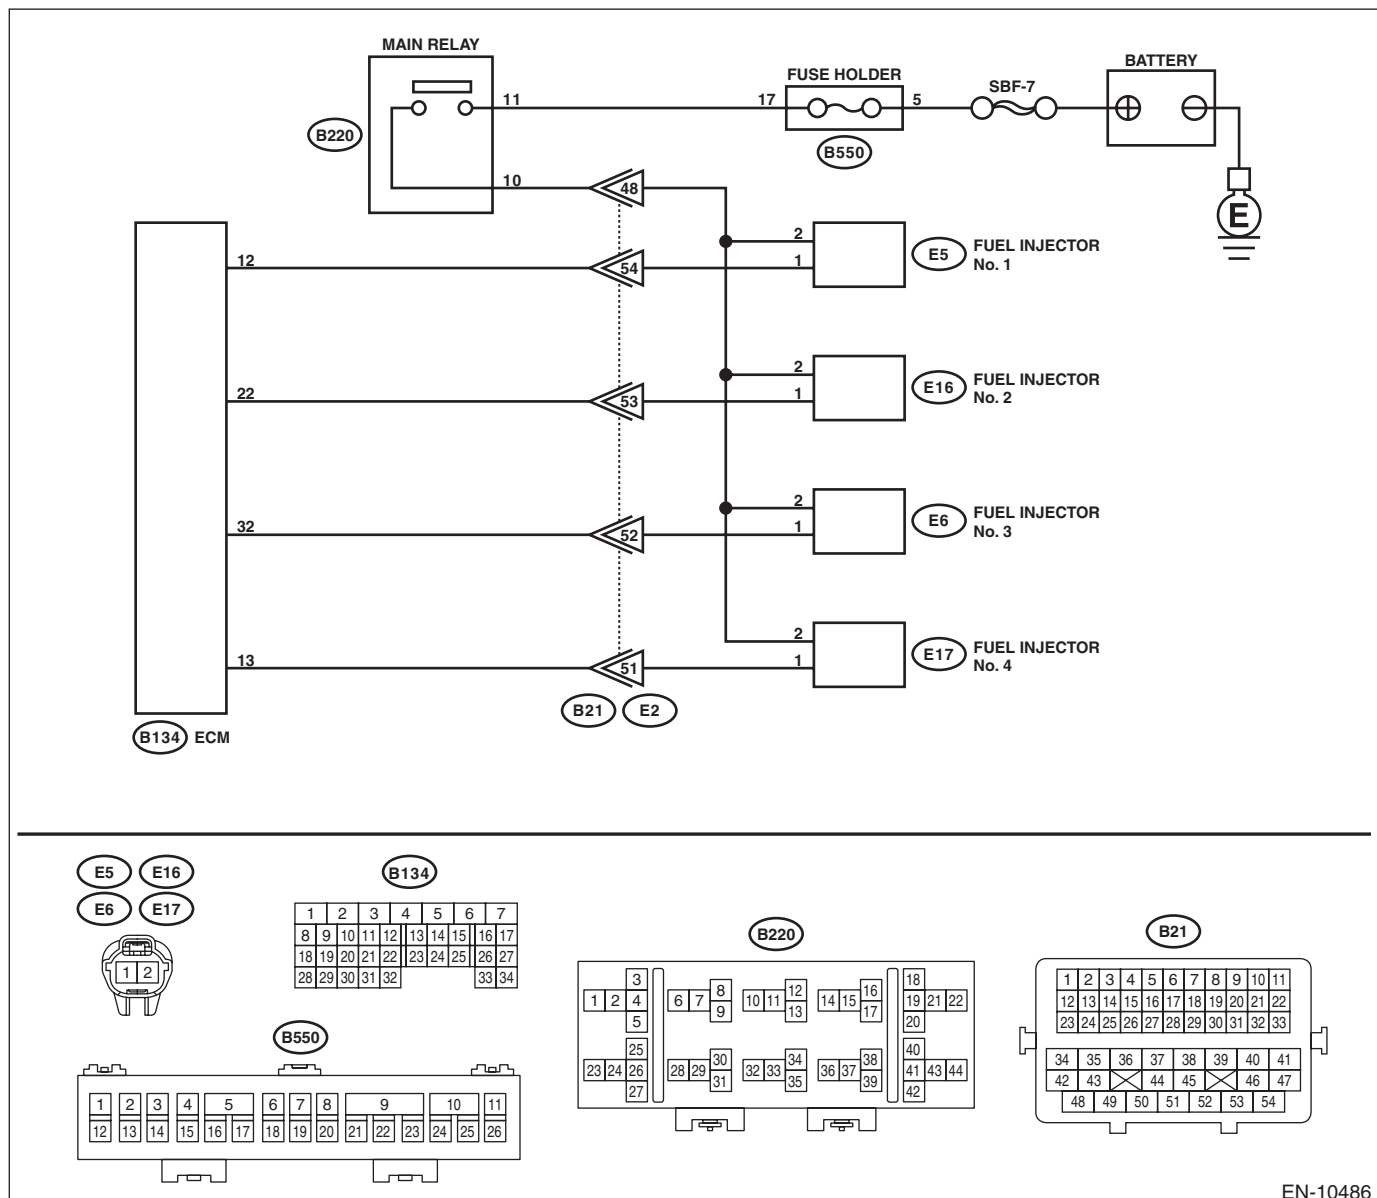 MAIN RELAY
BATTERY
FUSE HOLDER
SBF-7
11
17
5
B220
B550
10
48
E
2
E5
FUEL INJECTOR
No. 1
12
54
1
2
E16
FUEL INJECTOR
No. 2
22
53
1
2
E6
FUEL INJECTOR
No. 3
32
52
1
2
E17
FUEL INJECTOR
No. 4
13
51
1
B21 E2
B134 ECM
E5 E16
E6 E17
1 2
B134
1 2 3 4 5 6 7
8 9 10 11 12 13 14 15 16 17
18 19 20 21 22 23 24 25 26 27
28 29 30 31 32 33 34
B550
1 2 3 4 5 6 7 8 9 10 11
12 13 14 15 16 17 18 19 20 21 22 23 24 25 26
B220
3 8 12 16 18
1 2 4 6 7 10 11 14 15 19 21 22
5 9 13 17 20
25 30 34 38 40
23 24 26 28 29 32 33 36 37 41 43 44
27 31 35 39 42
B21
1 2 3 4 5 6 7 8 9 10 11
12 13 14 15 16 17 18 19 20 21 22
23 24 25 26 27 28 29 30 31 32 33
34 35 36 37 38 39 40 41
42 43 44 45 46 47
48 49 50 51 52 53 54
EN-10486